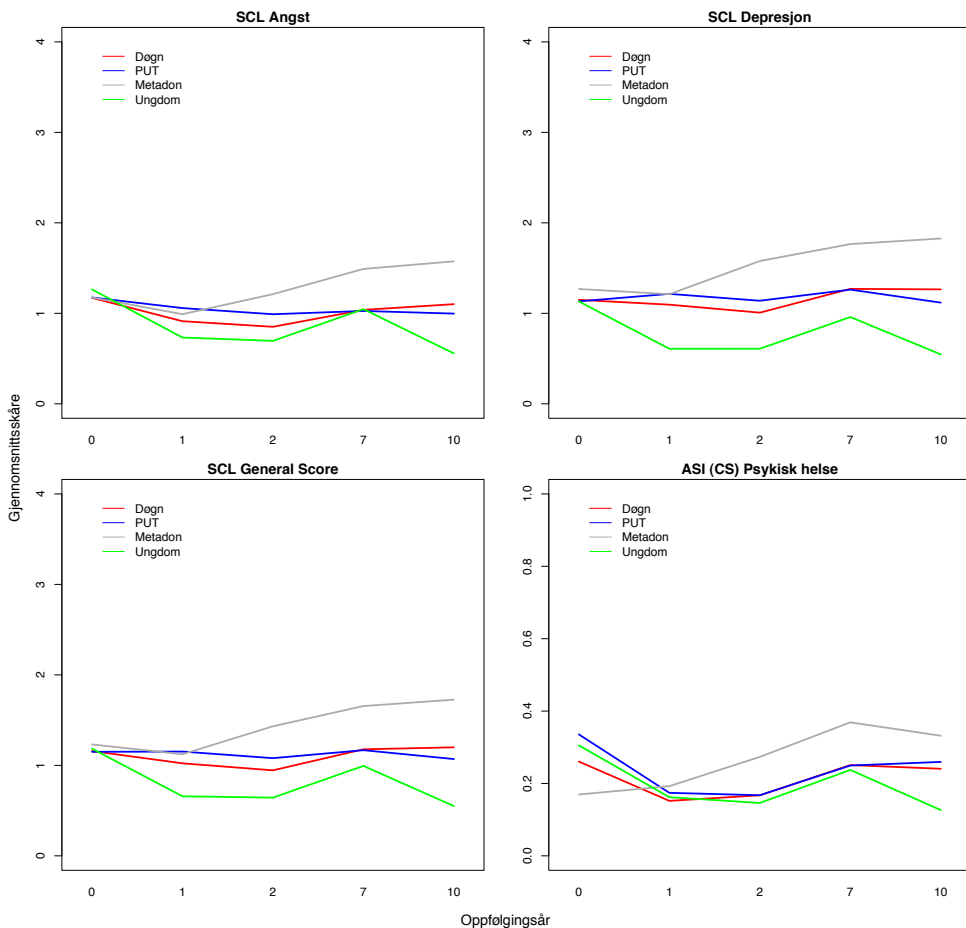 SCL Angst
4
3
2
1
0
Døgn
PUT
Metadon
Ungdom
0 1 2 7 10
SCL Depresjon
4
3
2
1
0
Døgn
PUT
Metadon
Ungdom
0 1 2 7 10
Gjennomsnittsskåre
SCL General Score
4
3
2
1
0
Døgn
PUT
Metadon
Ungdom
0 1 2 7 10
ASI (CS) Psykisk helse
1.0
0.8
0.6
0.4
0.2
0.0
Døgn
PUT
Metadon
Ungdom
0 1 2 7 10
Oppfølgingsår